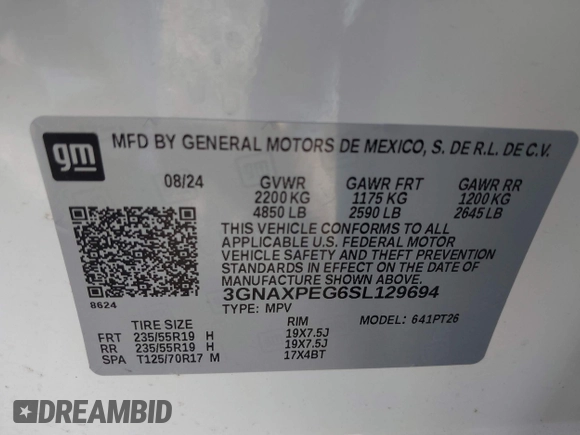 gm
MFD BY GENERAL MOTORS DE MEXICO, S. DE R.L. DE C.V.
08/24 GVWR GAWR FRT GAWR RR
2200 KG 1175 KG 1200 KG
4850 LB 2590 LB 2645 LB
THIS VEHICLE CONFORMS TO ALL
APPLICABLE U.S. FEDERAL MOTOR
VEHICLE SAFETY AND THEFT PREVENTION
STANDARDS IN EFFECT ON THE DATE OF
MANUFACTURE SHOWN ABOVE.
8624 3GNAXPEG6SL129694
TYPE: MPV MODEL: 641PT26
TIRE SIZE RIM
FRT 235/55R19 H 19X7.5J
RR 235/55R19 H 19X7.5J
SPA T125/70R17 M 17X4BT
DREAMBID